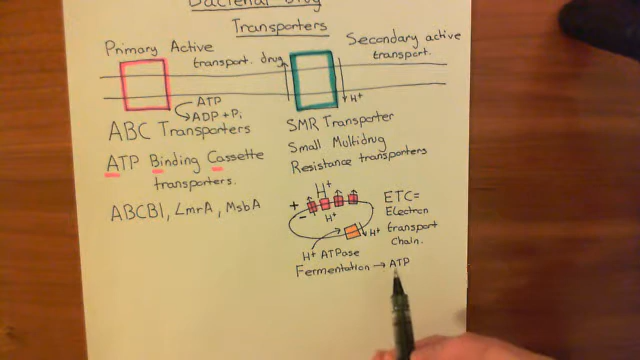 Bacterial Drug
Transporters
Primary Active
transport.
Secondary active
transport.
drug
H+
ATP
ADP + Pi
ABC Transporters
ATP Binding Cassette
transporters.
ABCB1, LmrA, MsbA
SMR Transporter
Small Multidrug
Resistance transporters
H+
+
-
H+
H+
H+ ATPase
Fermentation → ATP
ETC =
Electron
transport
Chain.